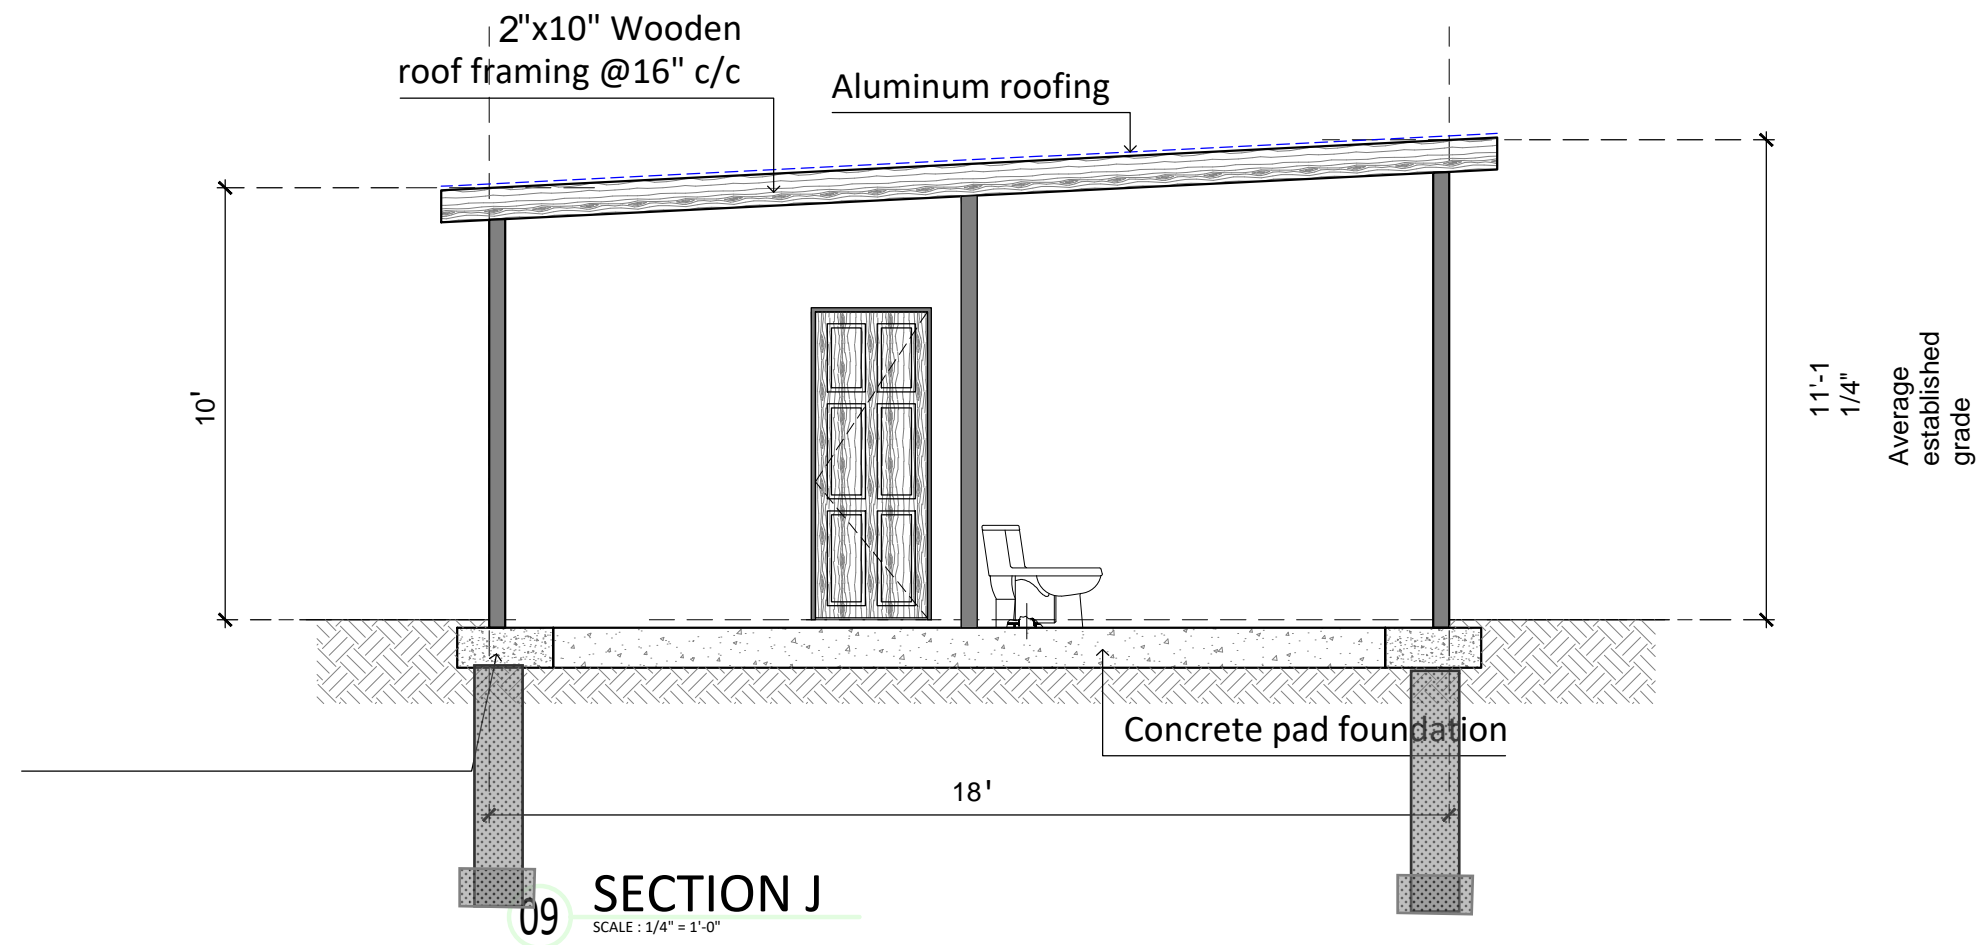 2"x10" Wooden
roof framing @16" c/c
Aluminum roofing
10'
11'-1
1/4"
Average
established
grade
Concrete pad foundation
18'
09
SECTION J
SCALE : 1/4" = 1'-0"